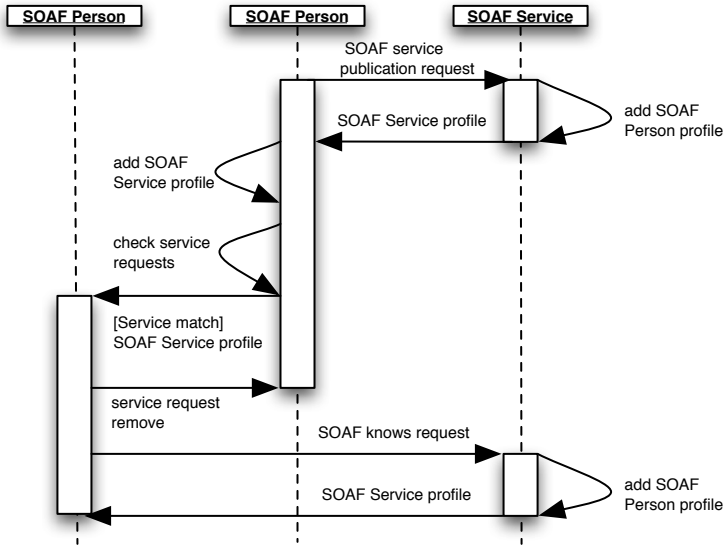 SOAF Person
SOAF Person
SOAF Service
SOAF service
publication request
add SOAF
Person profile
SOAF Service profile
add SOAF
Service profile
check service
requests
[Service match]
SOAF Service profile
service request
remove
SOAF knows request
add SOAF
Person profile
SOAF Service profile